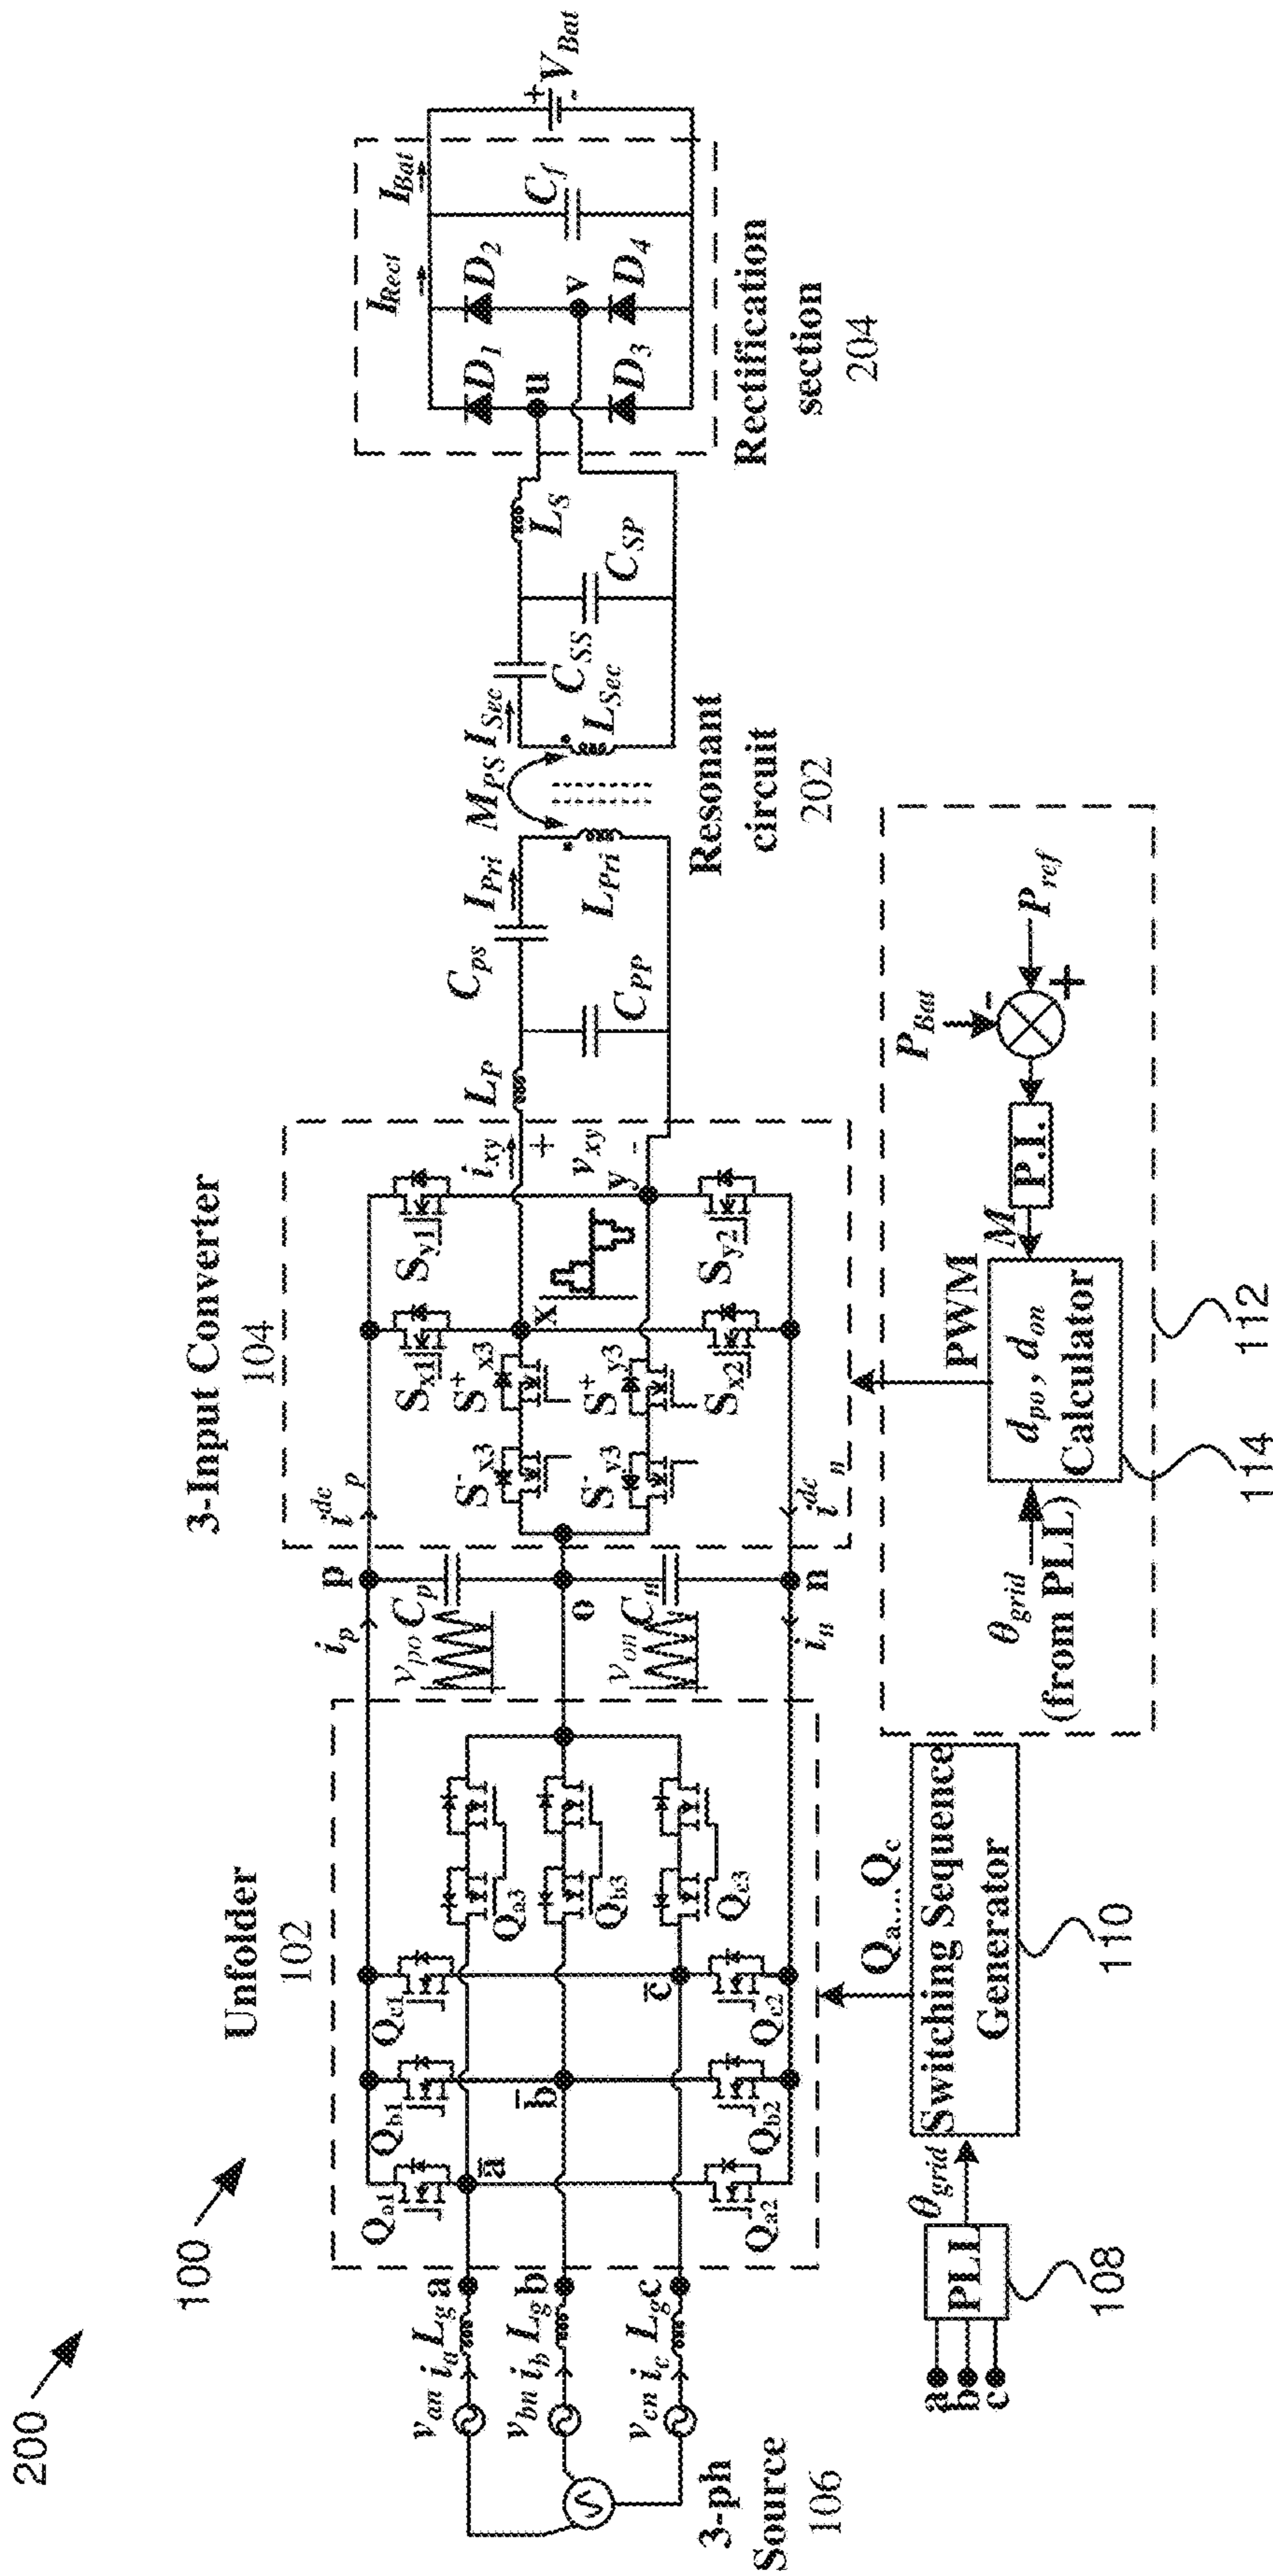 200
100
3-ph
Source
106
v_an i_a L_g a
v_bn i_b L_g b
v_cn i_c L_g c
Unfolder
102
Q_a1
Q_b1
Q_c1
a̅
b̅
c̅
Q_a2
Q_b2
Q_c2
Q_a3
Q_b3
Q_c3
i_p
p
v_po C_p
o
v_on C_n
i_n
n
3-Input Converter
104
i^dc_p
i^dc_n
S^-_x3
S^+_x3
S^-_y3
S^+_y3
S_x1
S_y1
S_x2
S_y2
x
y
i_xy
+
v_xy
-
L_P
C_ps
I_Pri
C_PP
L_Pri
M_PS
I_Sec
C_SS
L_Sec
C_SP
L_S
Resonant
circuit
202
I_Rect
I_Bat
D_1
D_2
u
v
D_3
D_4
C_f
+
V_Bat
-
Rectification
section
204
a
b
c
PLL
108
θ_grid
Switching Sequence
Generator
110
Q_a....Q_c
θ_grid
(from PLL)
d_po , d_on
Calculator
114
PWM
M
P.I.
P_Bat
-
+
P_ref
112